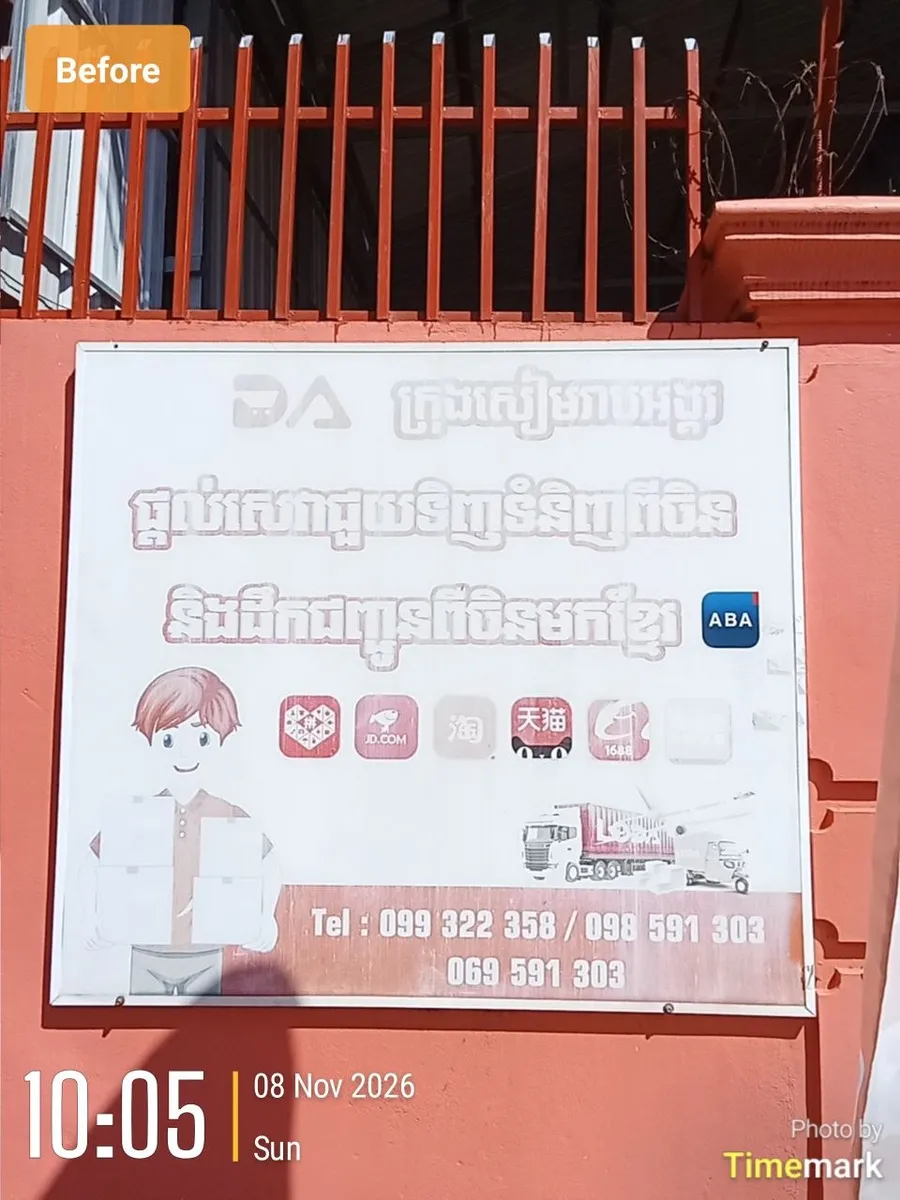 Before
DA ក្រុងសៀមរាបអង្គរ
ផ្តល់សេវាជួយទិញទំនិញពីចិន
និងដឹកជញ្ជូនពីចិនមកខ្មែរ
ABA
拼
JD.COM
淘
天猫
1688
Tel : 099 322 358 / 098 591 303
069 591 303
10:05
08 Nov 2026
Sun
Photo by
Timemark